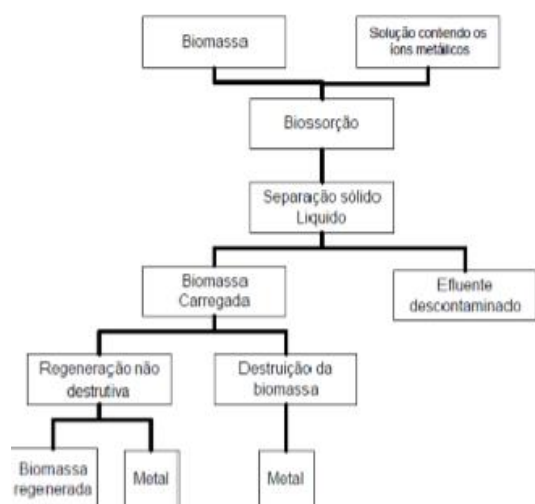 Biomassa
Solução contendo os
íons metálicos
Biossorção
Separação sólido
Liquido
Biomassa
Carregada
Efluente
descontaminado
Regeneração não
destrutiva
Destruição da
biomassa
Biomassa
regenerada
Metal
Metal